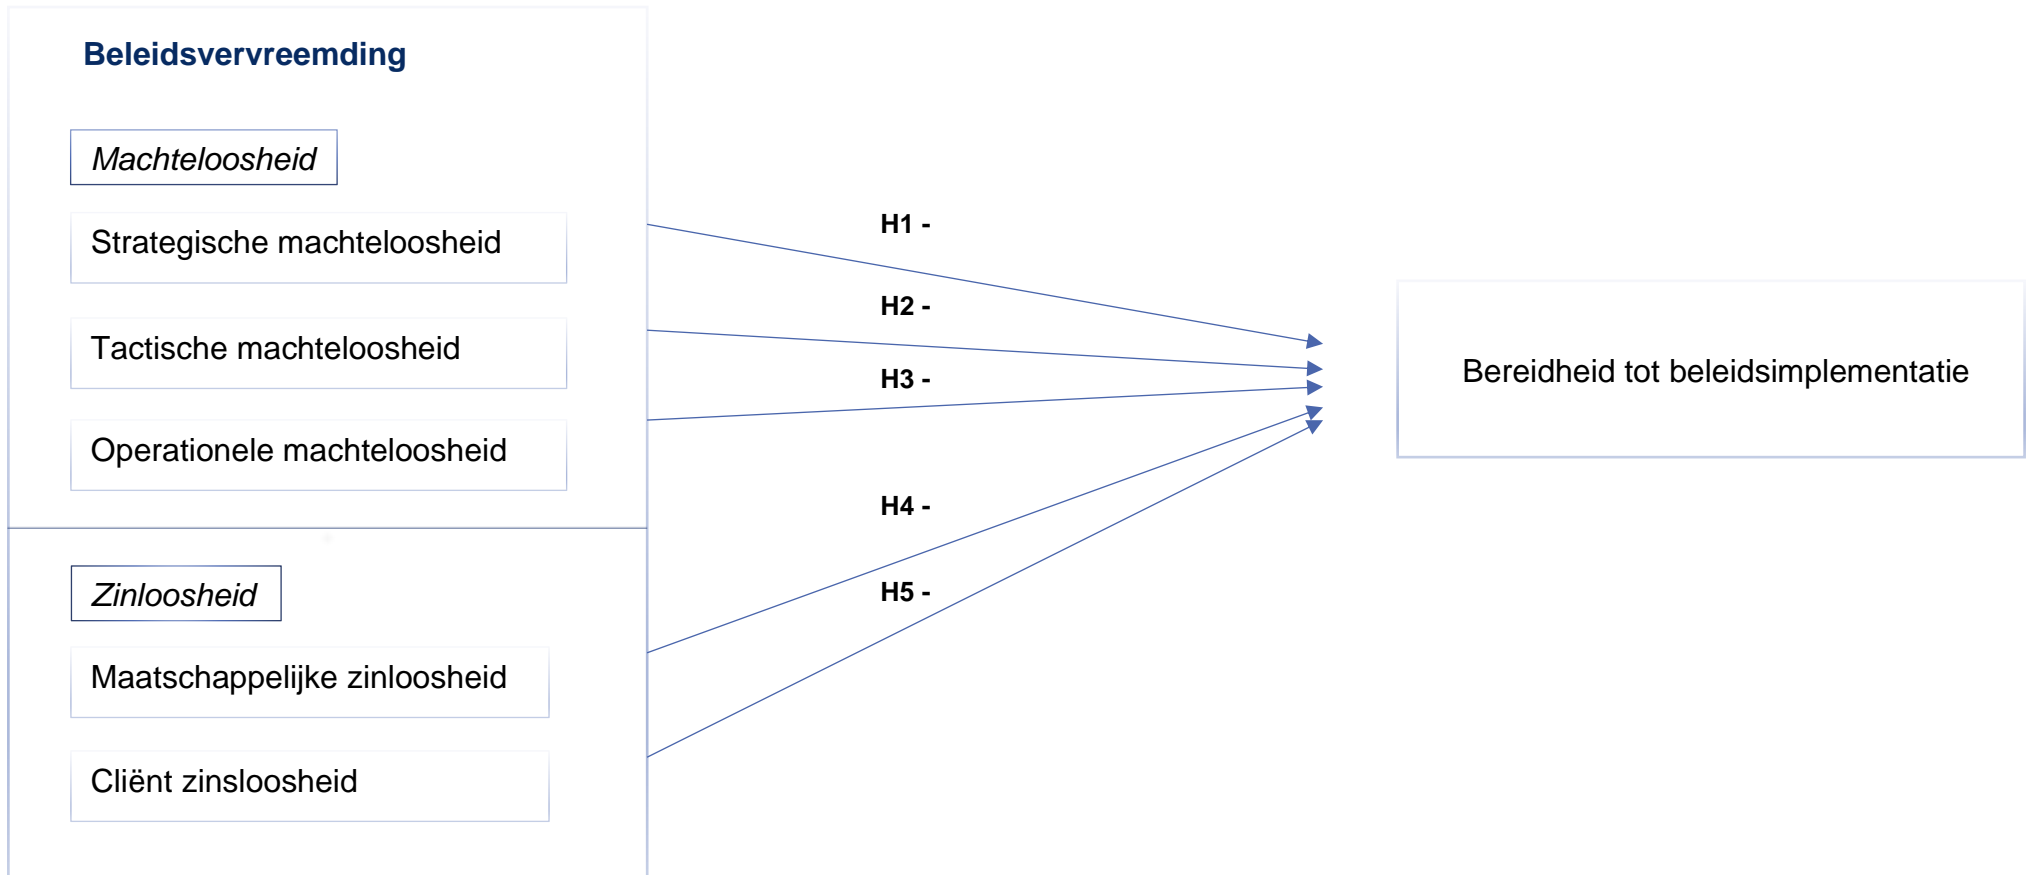 Beleidsvervreemding
Machteloosheid
Strategische machteloosheid
Tactische machteloosheid
Operationele machteloosheid
Zinloosheid
Maatschappelijke zinloosheid
Cliënt zinsloosheid
H1 -
H2 -
H3 -
H4 -
H5 -
Bereidheid tot beleidsimplementatie